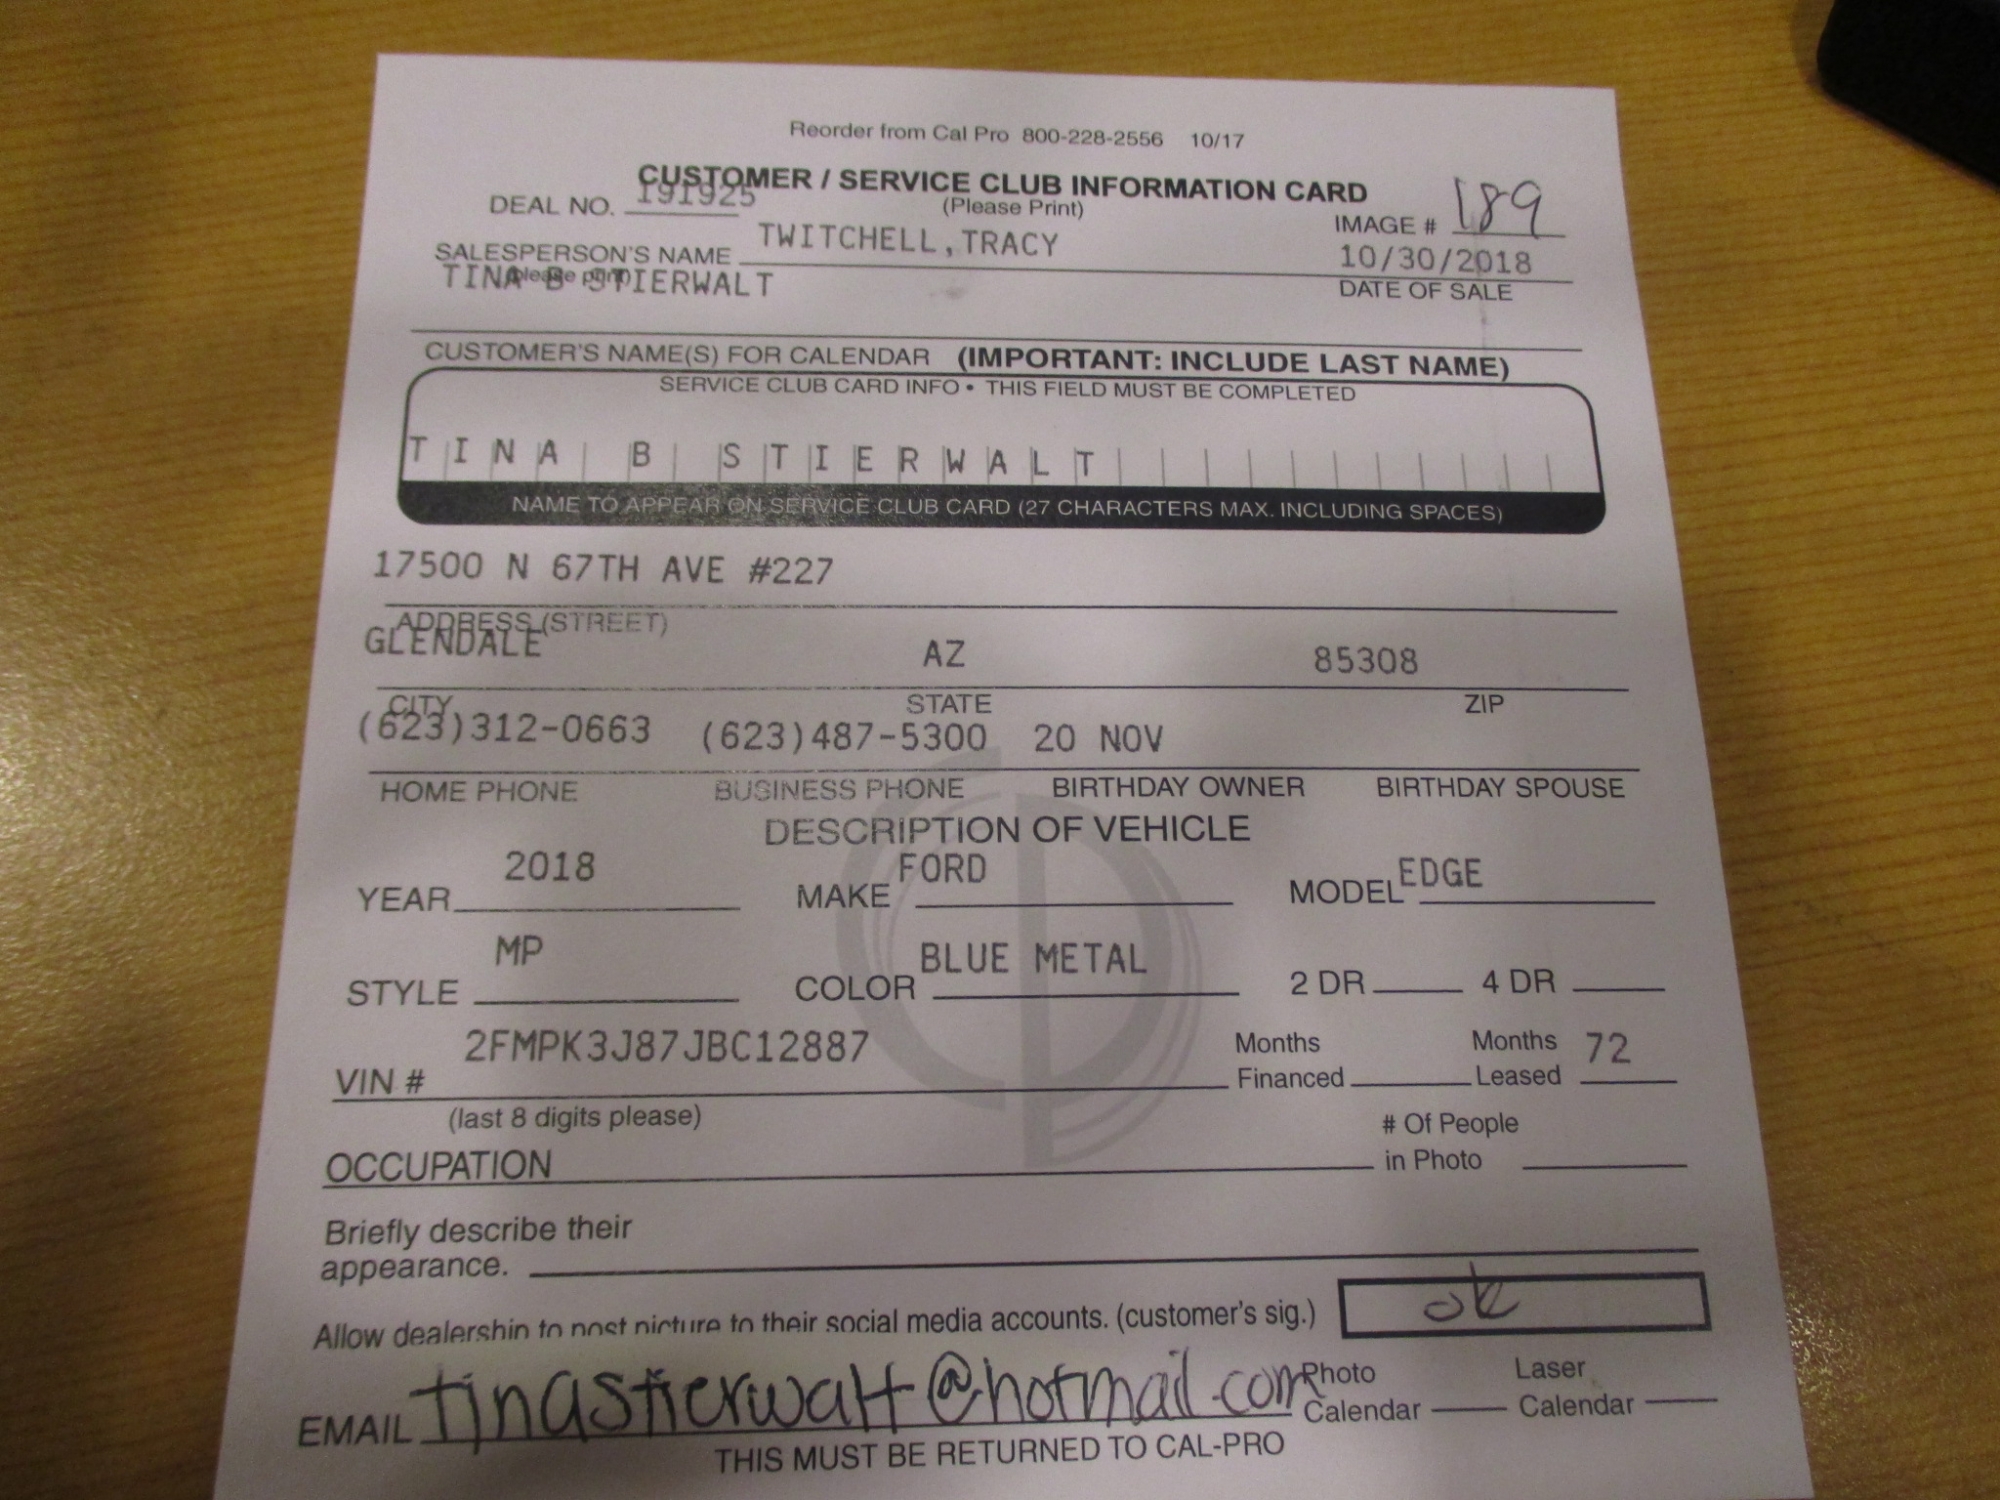 Reorder from Cal Pro 800-228-2556 10/17
CUSTOMER / SERVICE CLUB INFORMATION CARD
DEAL NO. 191925 (Please Print) IMAGE # 189
SALESPERSON'S NAME TWITCHELL,TRACY 10/30/2018
(please print) DATE OF SALE
TINA B STIERWALT
CUSTOMER'S NAME(S) FOR CALENDAR (IMPORTANT: INCLUDE LAST NAME)
SERVICE CLUB CARD INFO • THIS FIELD MUST BE COMPLETED
TINA B STIERWALT
NAME TO APPEAR ON SERVICE CLUB CARD (27 CHARACTERS MAX. INCLUDING SPACES)
17500 N 67TH AVE #227
ADDRESS (STREET)
GLENDALE AZ 85308
CITY STATE ZIP
(623)312-0663 (623)487-5300 20 NOV
HOME PHONE BUSINESS PHONE BIRTHDAY OWNER BIRTHDAY SPOUSE
DESCRIPTION OF VEHICLE
YEAR 2018 MAKE FORD MODEL EDGE
STYLE MP COLOR BLUE METAL 2 DR 4 DR
VIN # 2FMPK3J87JBC12887 Months Financed Months Leased 72
(last 8 digits please)
OCCUPATION # Of People in Photo
Briefly describe their
appearance.
Allow dealership to post picture to their social media accounts. (customer's sig.) ok
EMAIL tinastierwalt@hotmail.com Photo Calendar Laser Calendar
THIS MUST BE RETURNED TO CAL-PRO